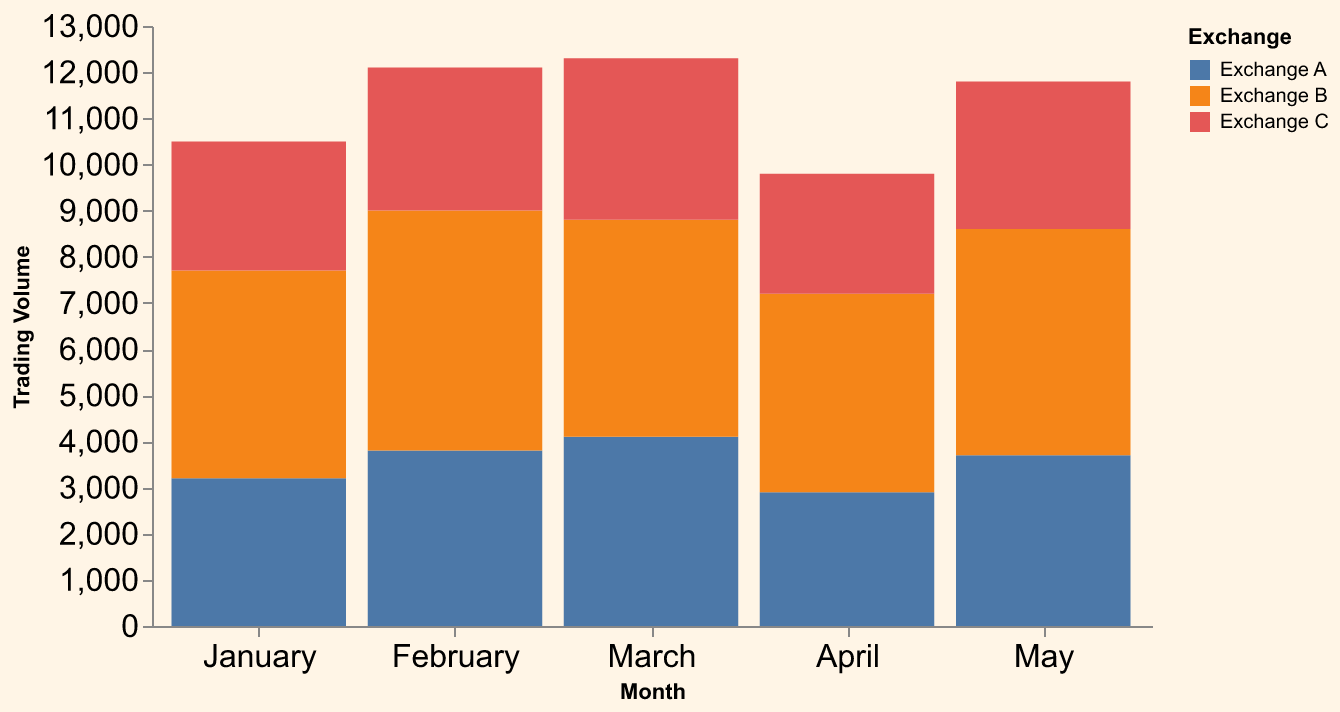 13,000
12,000
11,000
10,000
9,000
8,000
7,000
6,000
5,000
4,000
3,000
2,000
1,000
0
Trading Volume
January February March April May
Month
Exchange
Exchange A
Exchange B
Exchange C